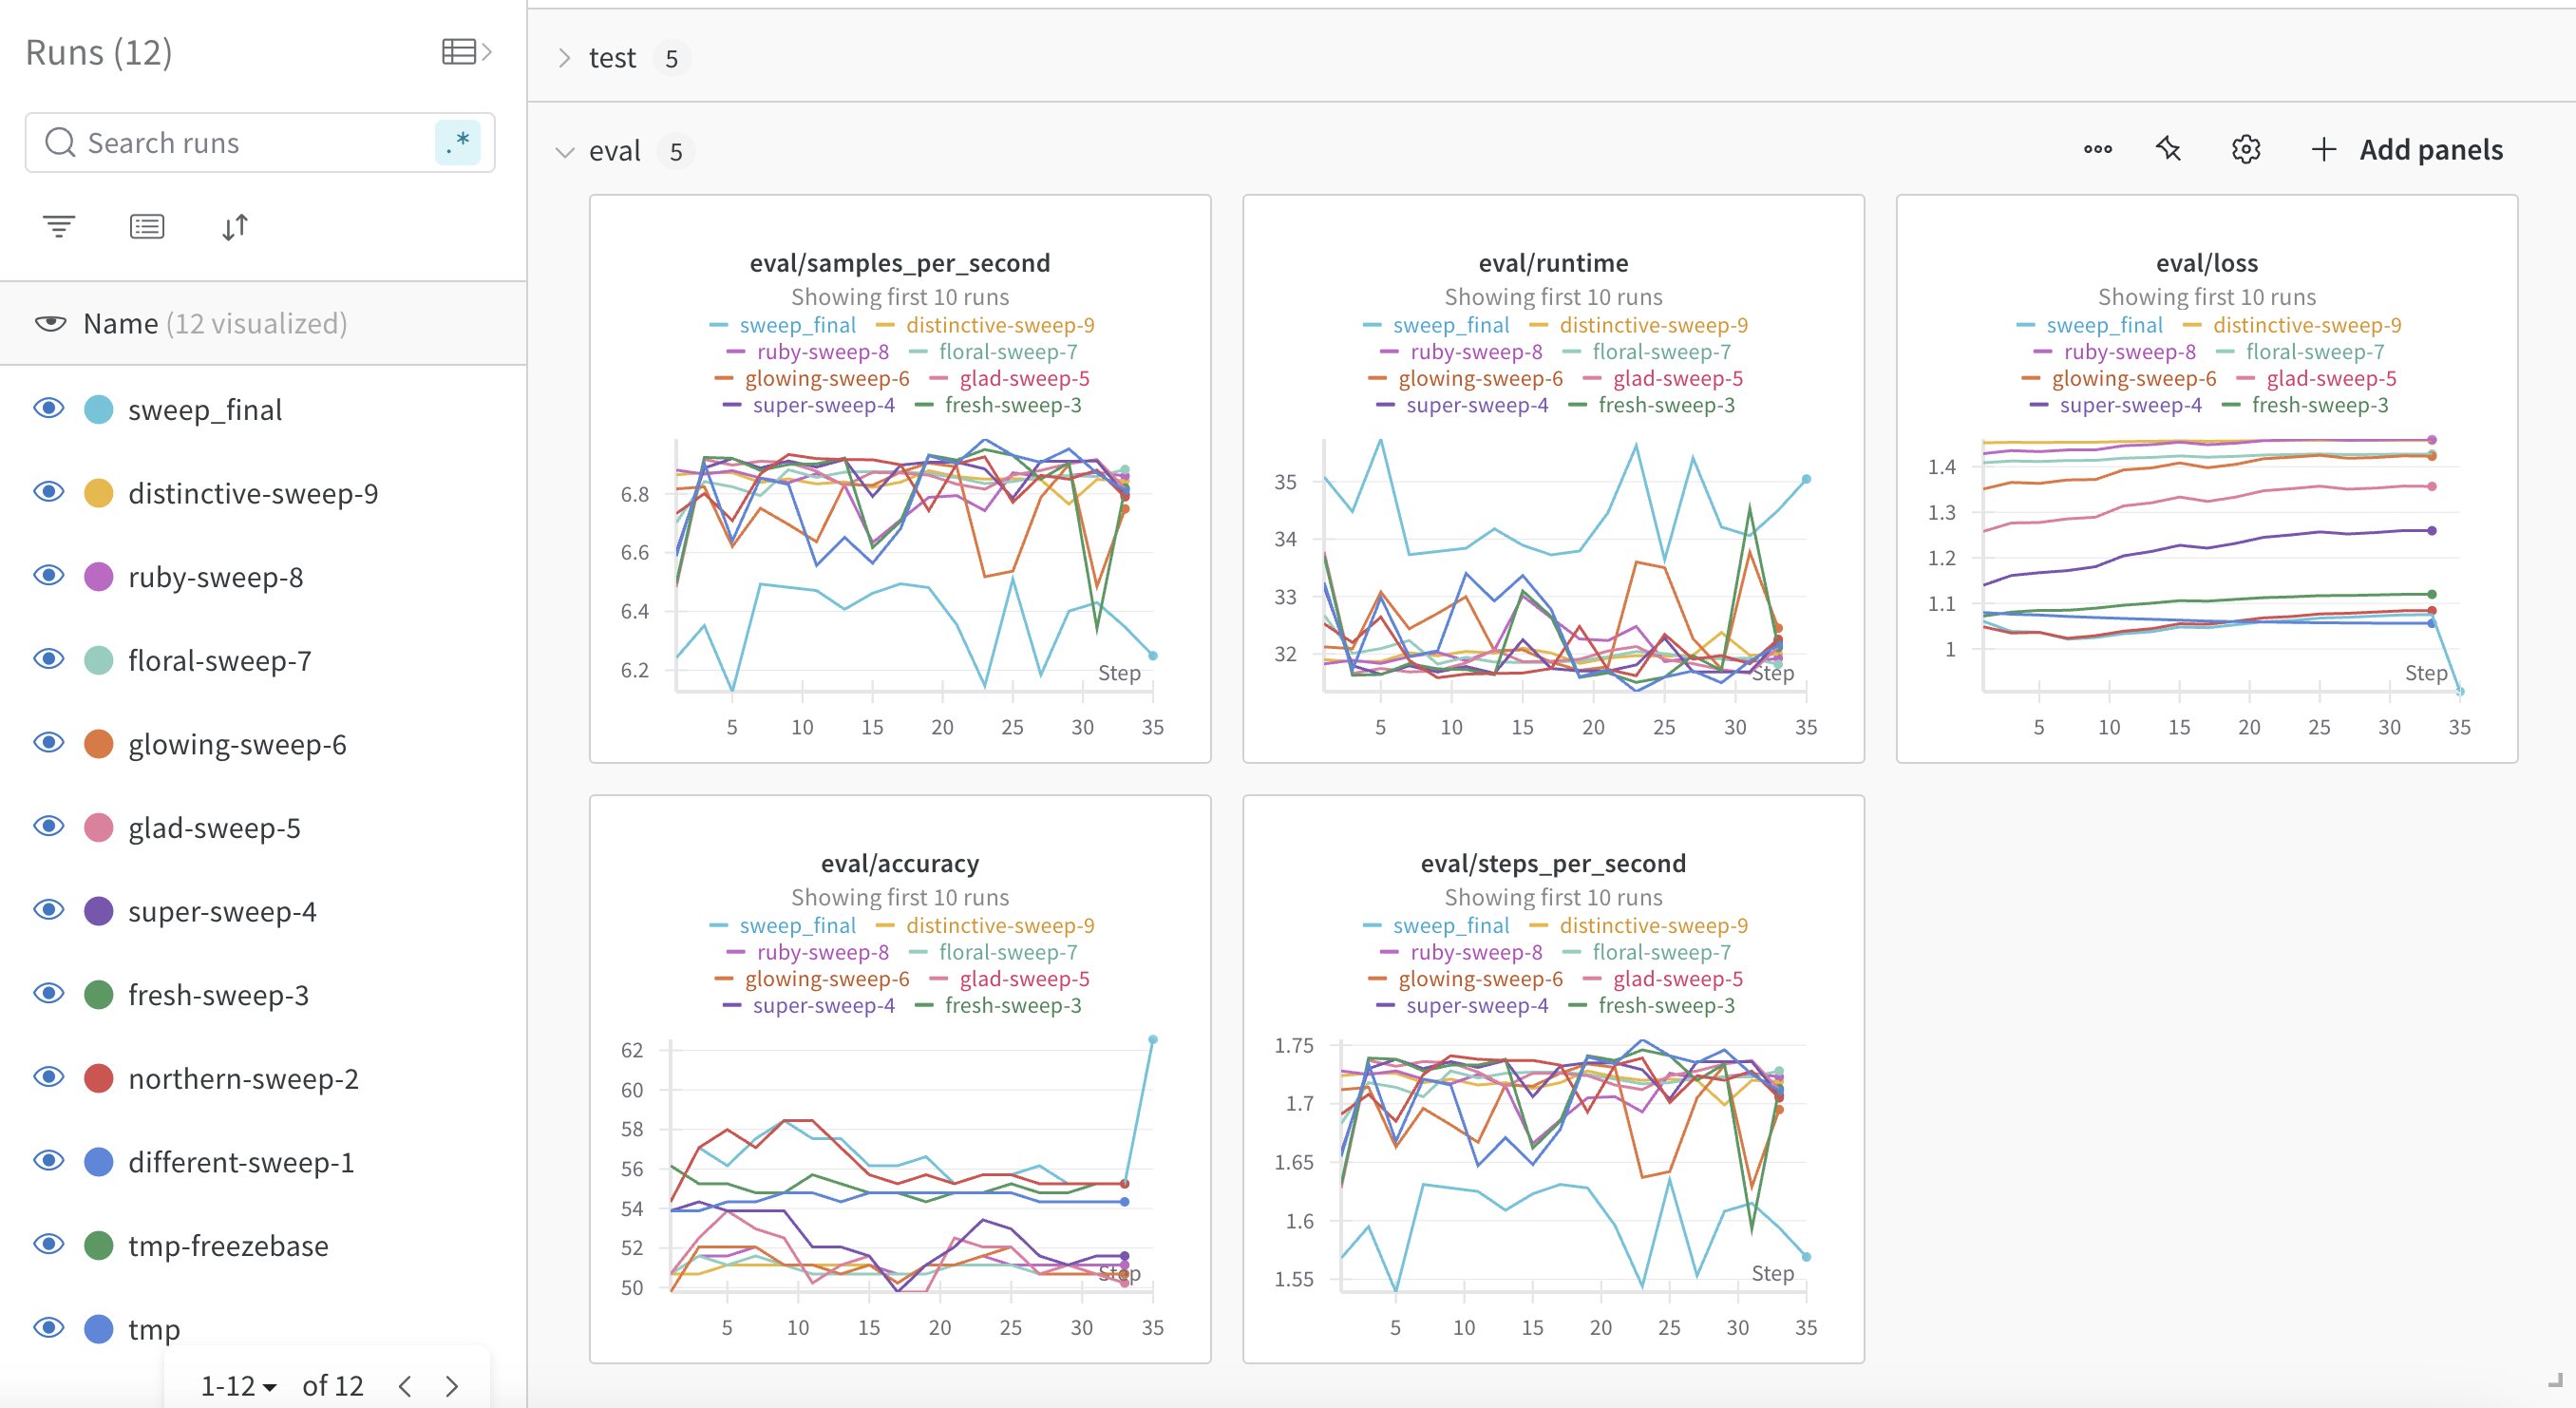 Runs (12)
Search runs
.*
Name (12 visualized)
sweep_final
distinctive-sweep-9
ruby-sweep-8
floral-sweep-7
glowing-sweep-6
glad-sweep-5
super-sweep-4
fresh-sweep-3
northern-sweep-2
different-sweep-1
tmp-freezebase
tmp
1-12 of 12
test 5
eval 5
Add panels
eval/samples_per_second
Showing first 10 runs
sweep_final distinctive-sweep-9
ruby-sweep-8 floral-sweep-7
glowing-sweep-6 glad-sweep-5
super-sweep-4 fresh-sweep-3
6.8
6.6
6.4
6.2
Step
5 10 15 20 25 30 35
eval/runtime
Showing first 10 runs
sweep_final distinctive-sweep-9
ruby-sweep-8 floral-sweep-7
glowing-sweep-6 glad-sweep-5
super-sweep-4 fresh-sweep-3
35
34
33
32
Step
5 10 15 20 25 30 35
eval/loss
Showing first 10 runs
sweep_final distinctive-sweep-9
ruby-sweep-8 floral-sweep-7
glowing-sweep-6 glad-sweep-5
super-sweep-4 fresh-sweep-3
1.4
1.3
1.2
1.1
1
Step
5 10 15 20 25 30 35
eval/accuracy
Showing first 10 runs
sweep_final distinctive-sweep-9
ruby-sweep-8 floral-sweep-7
glowing-sweep-6 glad-sweep-5
super-sweep-4 fresh-sweep-3
62
60
58
56
54
52
50
Step
5 10 15 20 25 30 35
eval/steps_per_second
Showing first 10 runs
sweep_final distinctive-sweep-9
ruby-sweep-8 floral-sweep-7
glowing-sweep-6 glad-sweep-5
super-sweep-4 fresh-sweep-3
1.75
1.7
1.65
1.6
1.55
Step
5 10 15 20 25 30 35